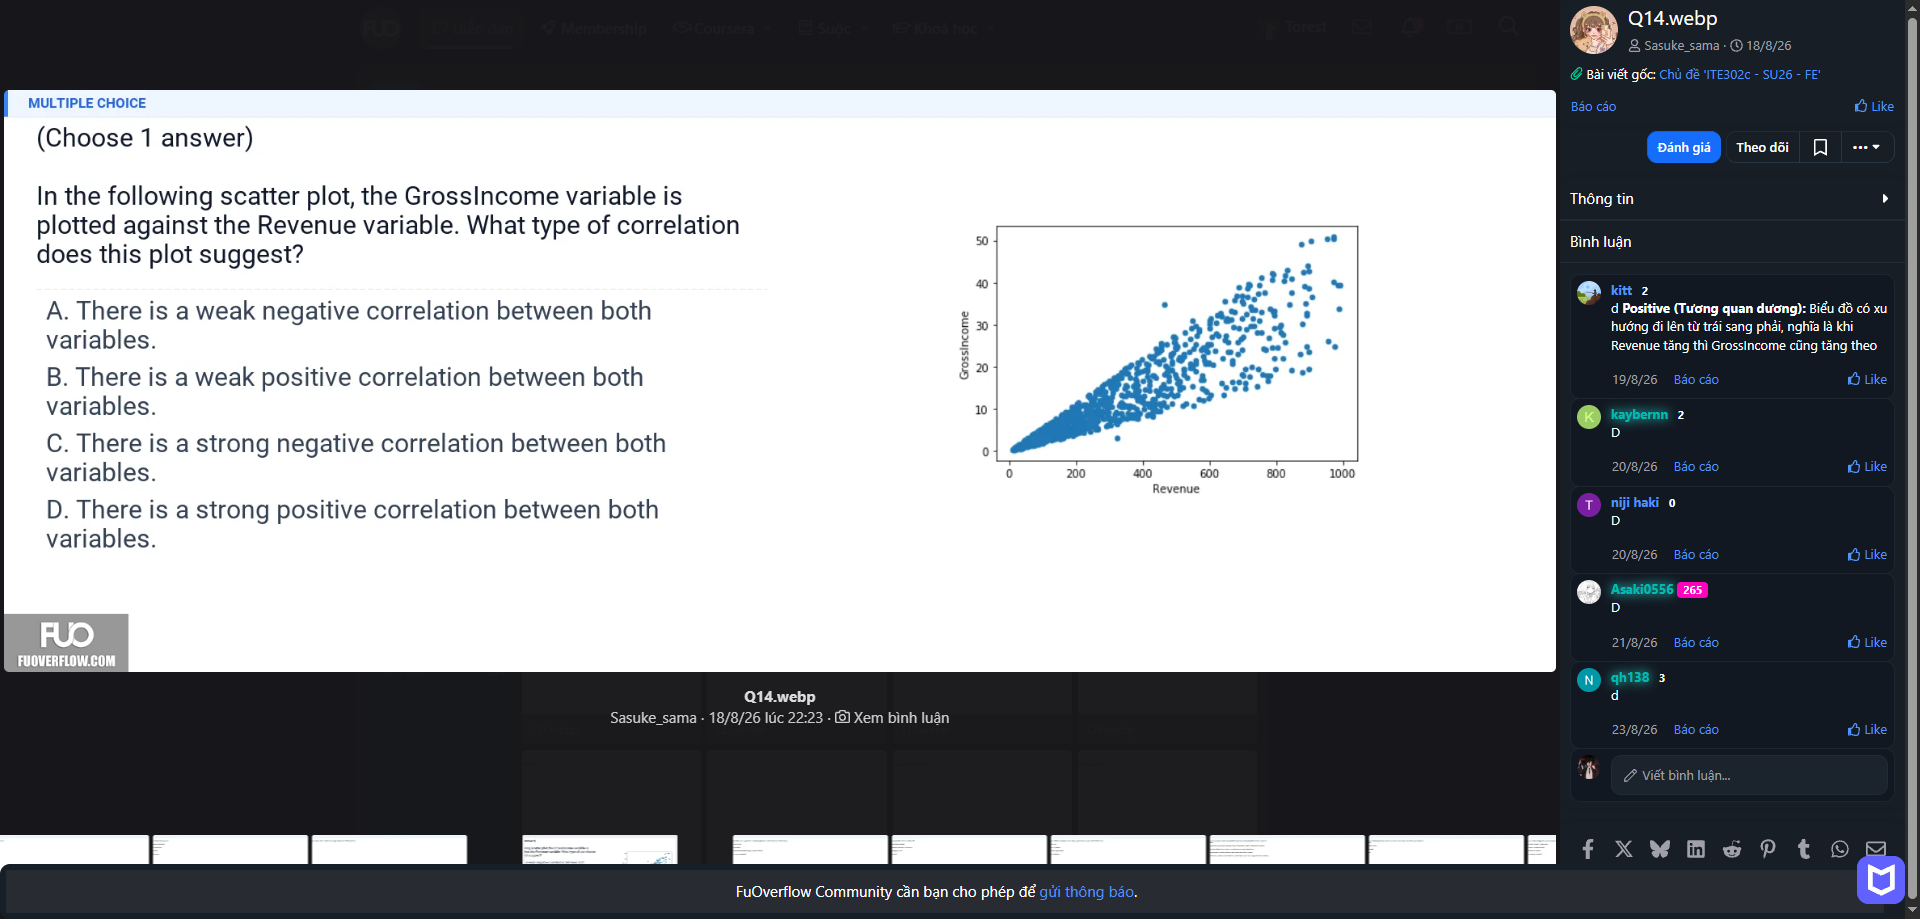 MULTIPLE CHOICE
(Choose 1 answer)
In the following scatter plot, the GrossIncome variable is
plotted against the Revenue variable. What type of correlation
does this plot suggest?
A. There is a weak negative correlation between both
variables.
B. There is a weak positive correlation between both
variables.
C. There is a strong negative correlation between both
variables.
D. There is a strong positive correlation between both
variables.
GrossIncome
50
40
30
20
10
0
0 200 400 600 800 1000
Revenue
FUO
FUOVERFLOW.COM
Q14.webp
Sasuke_sama · 18/8/26 lúc 22:23 · Xem bình luận
Q14.webp
Sasuke_sama · 18/8/26
Bài viết gốc: Chủ đề 'ITE302c - SU26 - FE'
Báo cáo Like
Đánh giá Theo dõi
Thông tin
Bình luận
kitt 2
d Positive (Tương quan dương): Biểu đồ có xu
hướng đi lên từ trái sang phải, nghĩa là khi
Revenue tăng thì GrossIncome cũng tăng theo
19/8/26 Báo cáo Like
K kaybernn 2
D
20/8/26 Báo cáo Like
T niji haki 0
D
20/8/26 Báo cáo Like
Asaki0556 265
D
21/8/26 Báo cáo Like
N qh138 3
d
23/8/26 Báo cáo Like
Viết bình luận...
FuOverflow Community cần bạn cho phép để gửi thông báo.